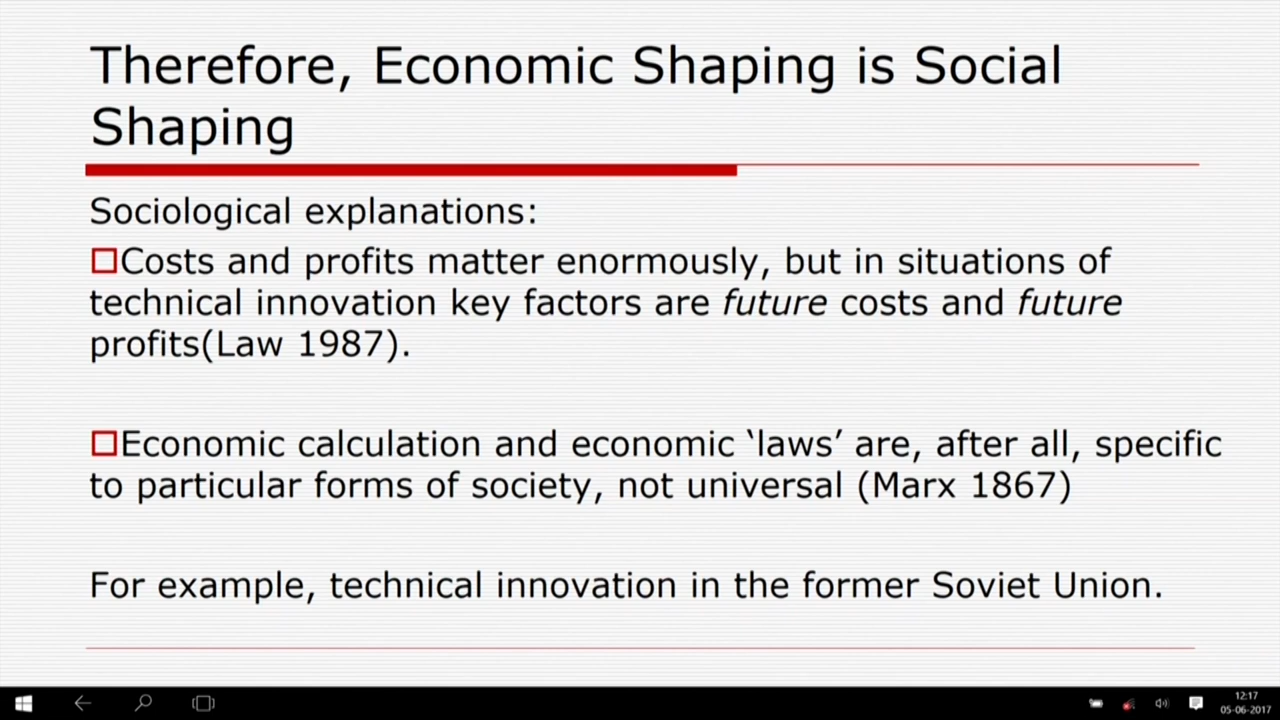 Therefore, Economic Shaping is Social
Shaping
Sociological explanations:
Costs and profits matter enormously, but in situations of
technical innovation key factors are future costs and future
profits(Law 1987).
Economic calculation and economic ‘laws’ are, after all, specific
to particular forms of society, not universal (Marx 1867)
For example, technical innovation in the former Soviet Union.
12:17
05-06-2017